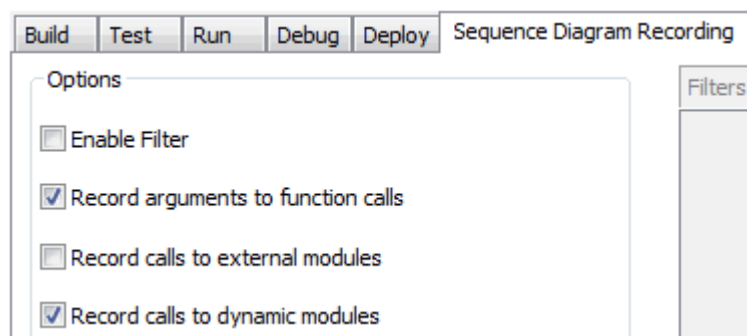 Build Test Run Debug Deploy Sequence Diagram Recording
Options
Filters
Enable Filter
Record arguments to function calls
Record calls to external modules
Record calls to dynamic modules